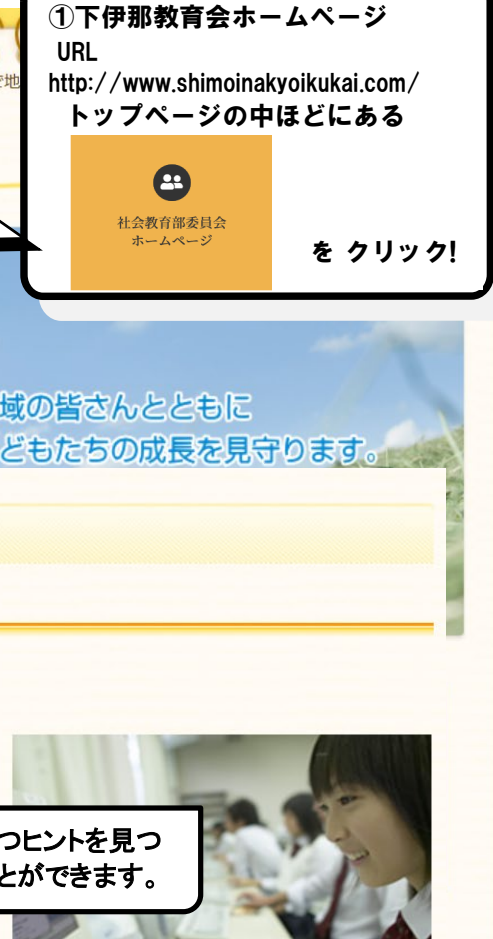 ①下伊那教育会ホームページ
URL
http://www.shimoinakyoikukai.com/
トップページの中ほどにある
社会教育部委員会
ホームページ
を クリック!
地
域の皆さんとともに
どもたちの成長を見守ります。
つヒントを見つ
とができます。